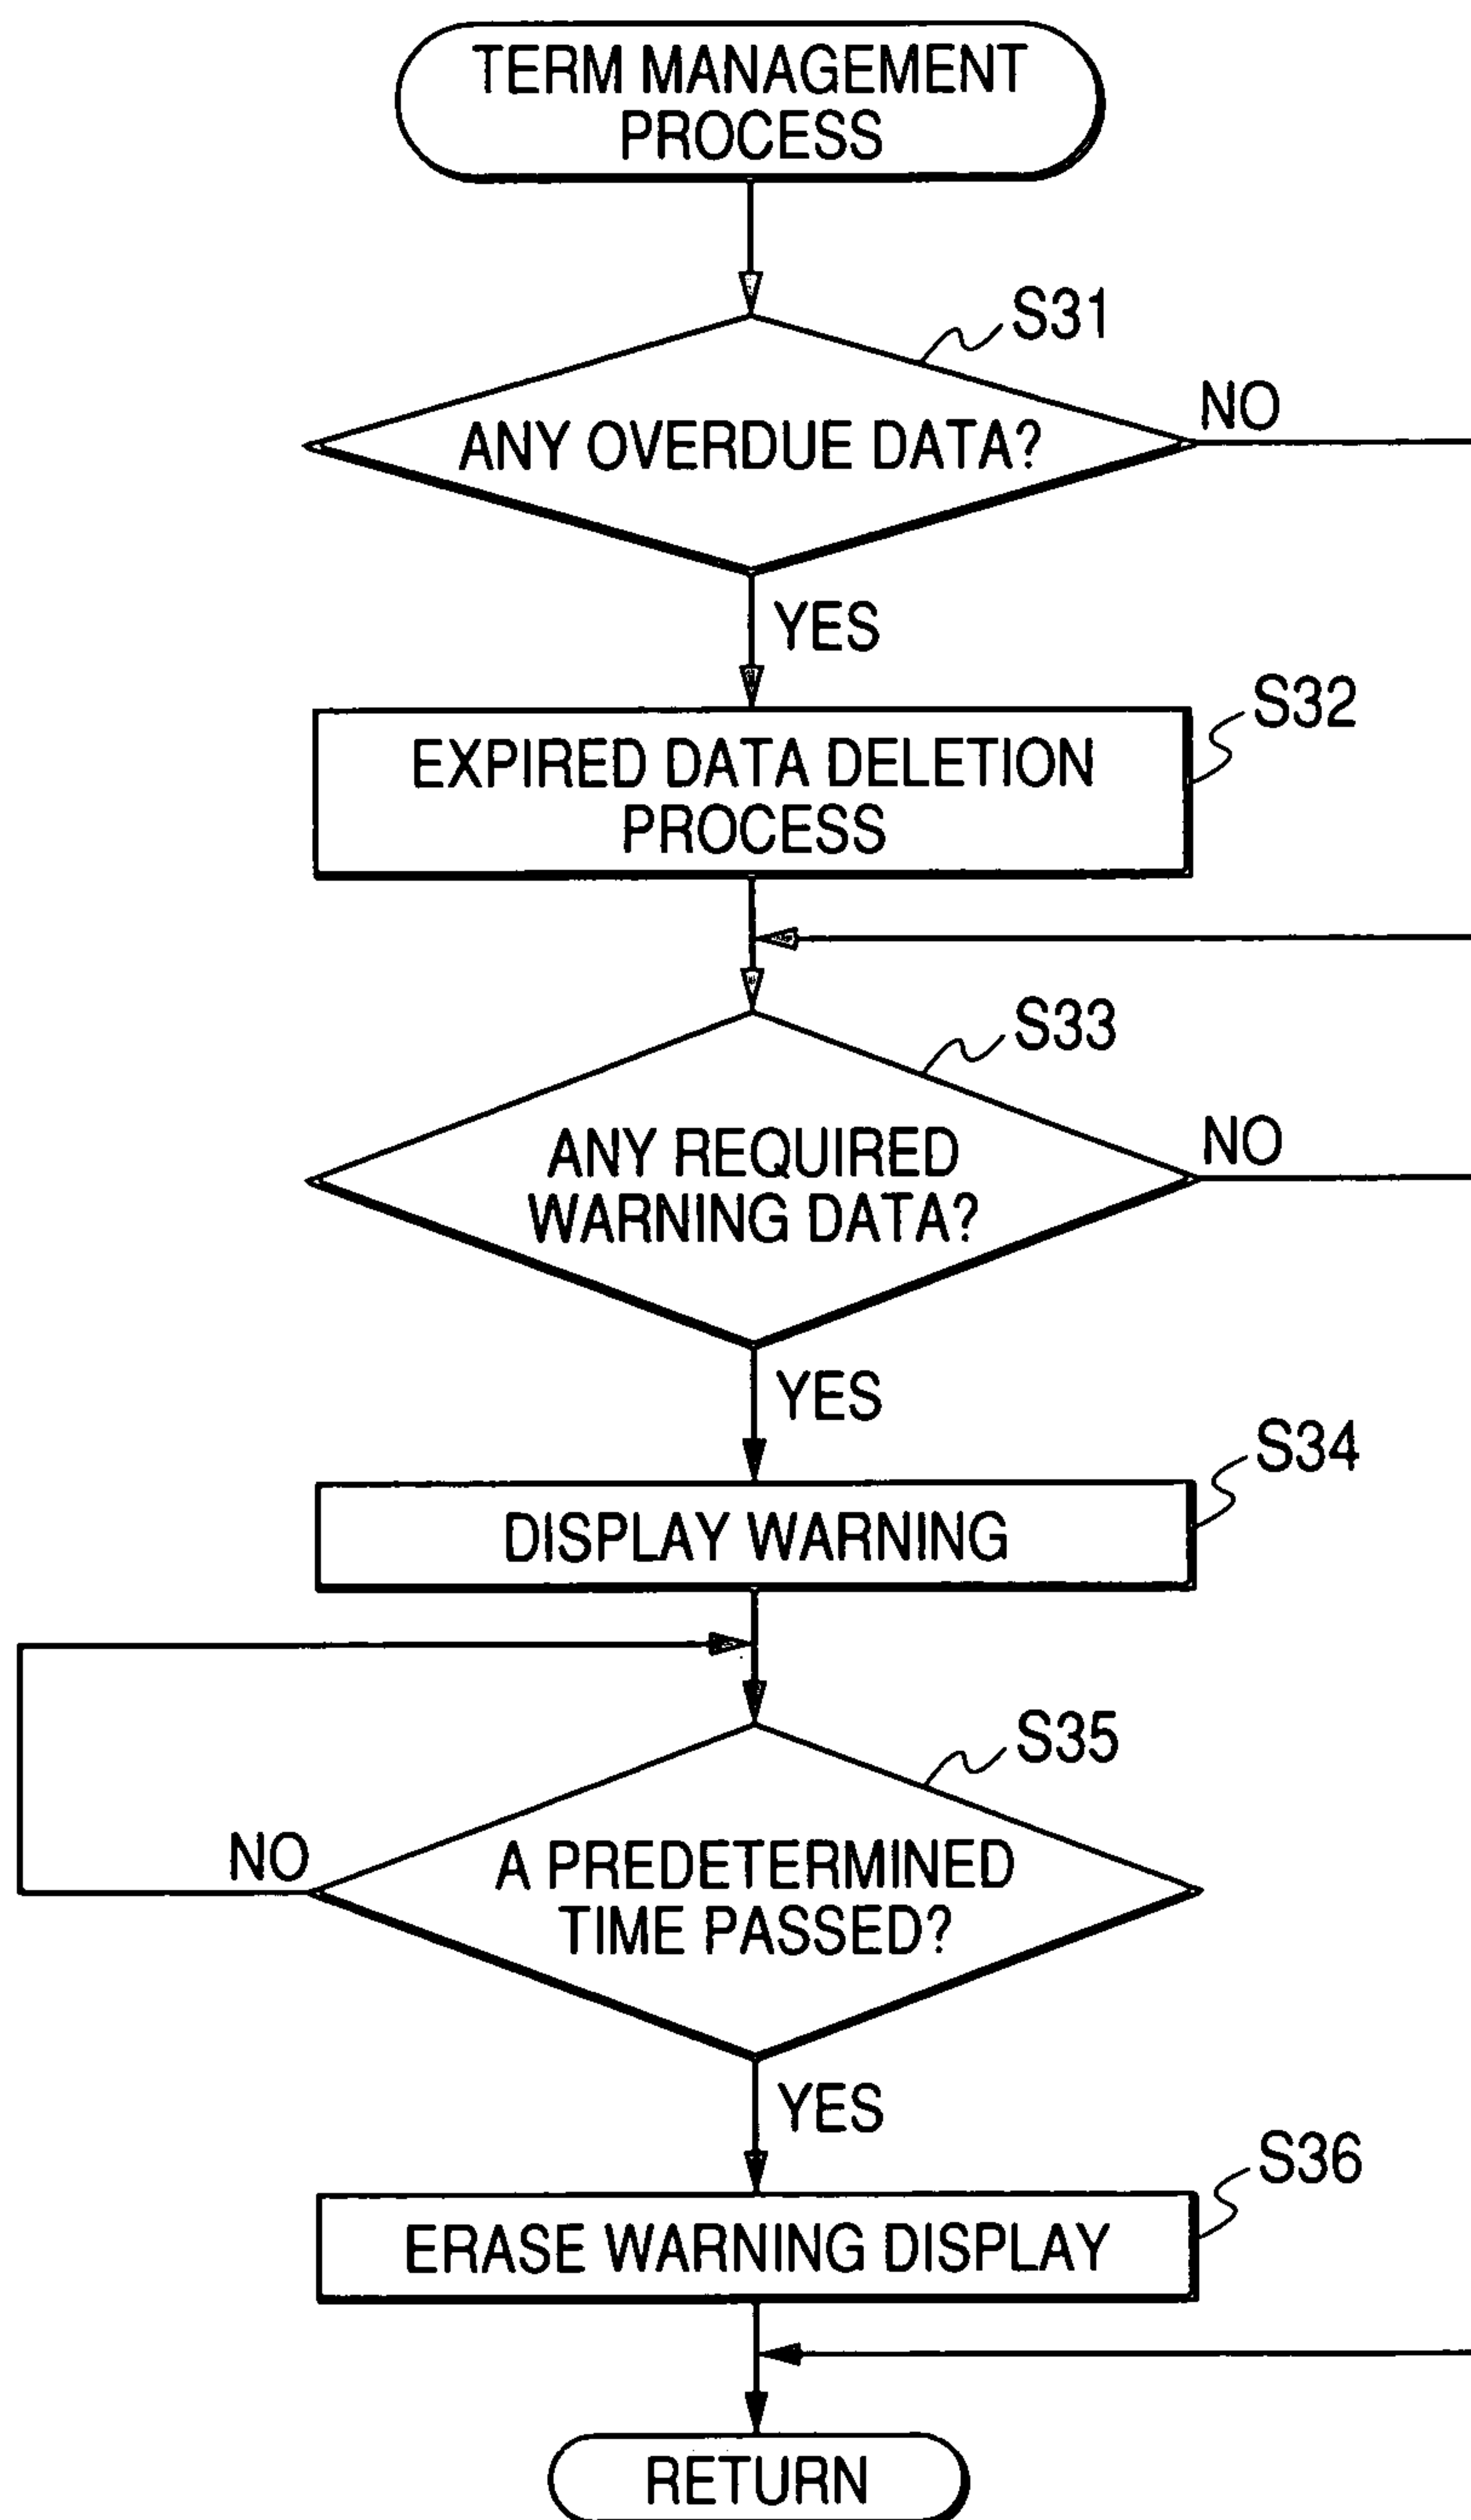 TERM MANAGEMENT
PROCESS
S31
ANY OVERDUE DATA?
NO
YES
S32
EXPIRED DATA DELETION
PROCESS
S33
ANY REQUIRED
WARNING DATA?
NO
YES
S34
DISPLAY WARNING
S35
A PREDETERMINED
TIME PASSED?
NO
YES
S36
ERASE WARNING DISPLAY
RETURN